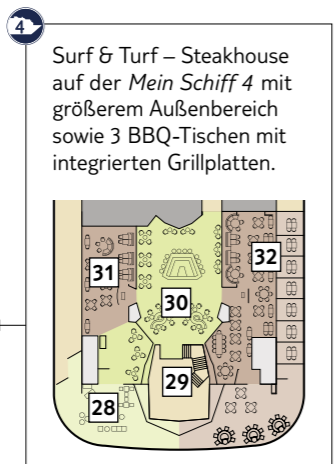 4
Surf & Turf – Steakhouse
auf der Mein Schiff 4 mit
größerem Außenbereich
sowie 3 BBQ-Tischen mit
integrierten Grillplatten.
31
32
30
29
28